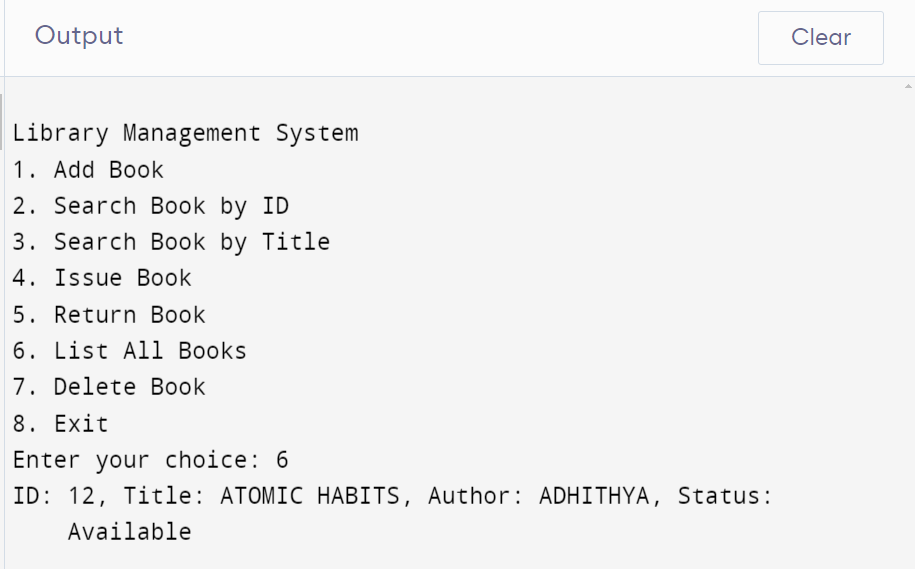 Output
Clear
Library Management System
1. Add Book
2. Search Book by ID
3. Search Book by Title
4. Issue Book
5. Return Book
6. List All Books
7. Delete Book
8. Exit
Enter your choice: 6
ID: 12, Title: ATOMIC HABITS, Author: ADHITHYA, Status:
Available